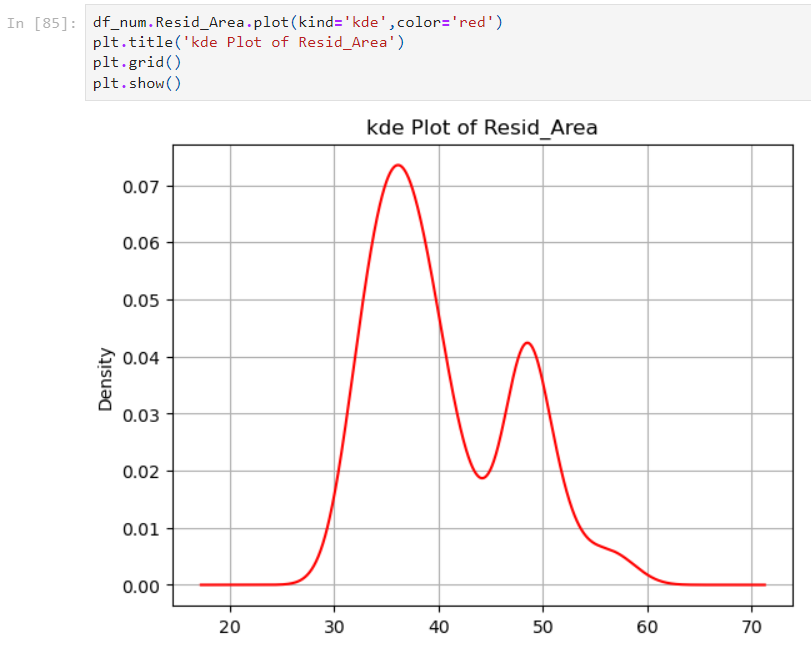 In [85]:
df_num.Resid_Area.plot(kind='kde',color='red')
plt.title('kde Plot of Resid_Area')
plt.grid()
plt.show()
kde Plot of Resid_Area
0.07
0.06
0.05
0.04
0.03
0.02
0.01
0.00
Density
20 30 40 50 60 70